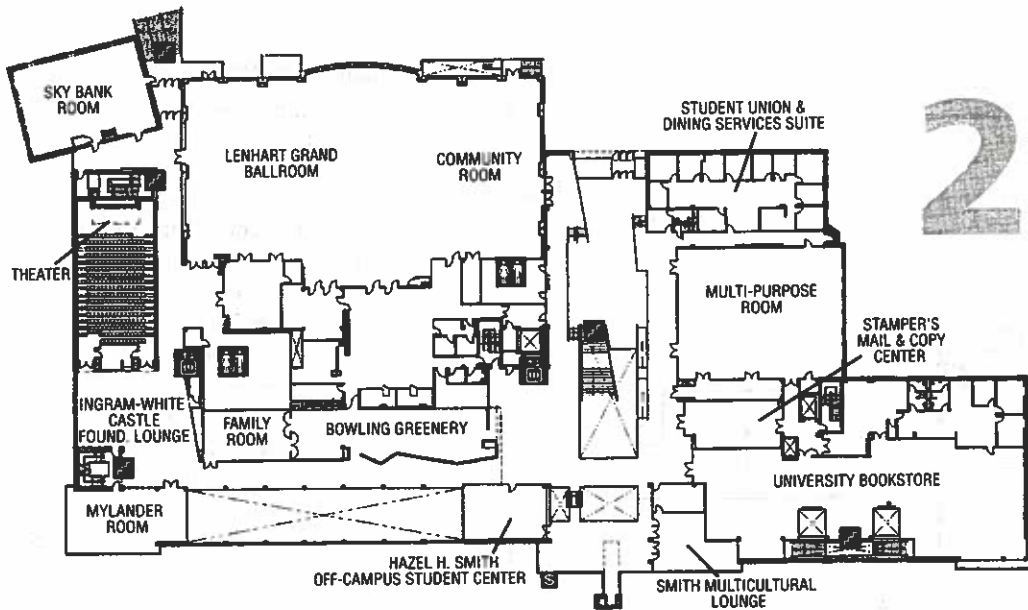 SKY BANK
ROOM
LENHART GRAND
BALLROOM
COMMUNITY
ROOM
STUDENT UNION &
DINING SERVICES SUITE
2
THEATER
MULTI-PURPOSE
ROOM
STAMPER'S
MAIL & COPY
CENTER
INGRAM-WHITE
CASTLE
FOUND. LOUNGE
FAMILY
ROOM
BOWLING GREENERY
UNIVERSITY BOOKSTORE
MYLANDER
ROOM
HAZEL H. SMITH
OFF-CAMPUS STUDENT CENTER
S
SMITH MULTICULTURAL
LOUNGE